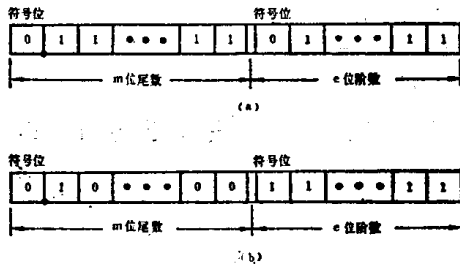 符号位 符号位
0 1 1 ••• 1 1 0 1 ••• 1 1
m位尾数 e位阶数
(a)
符号位 符号位
0 1 0 ••• 0 0 1 1 ••• 1 1
m位尾数 e位阶数
(b)